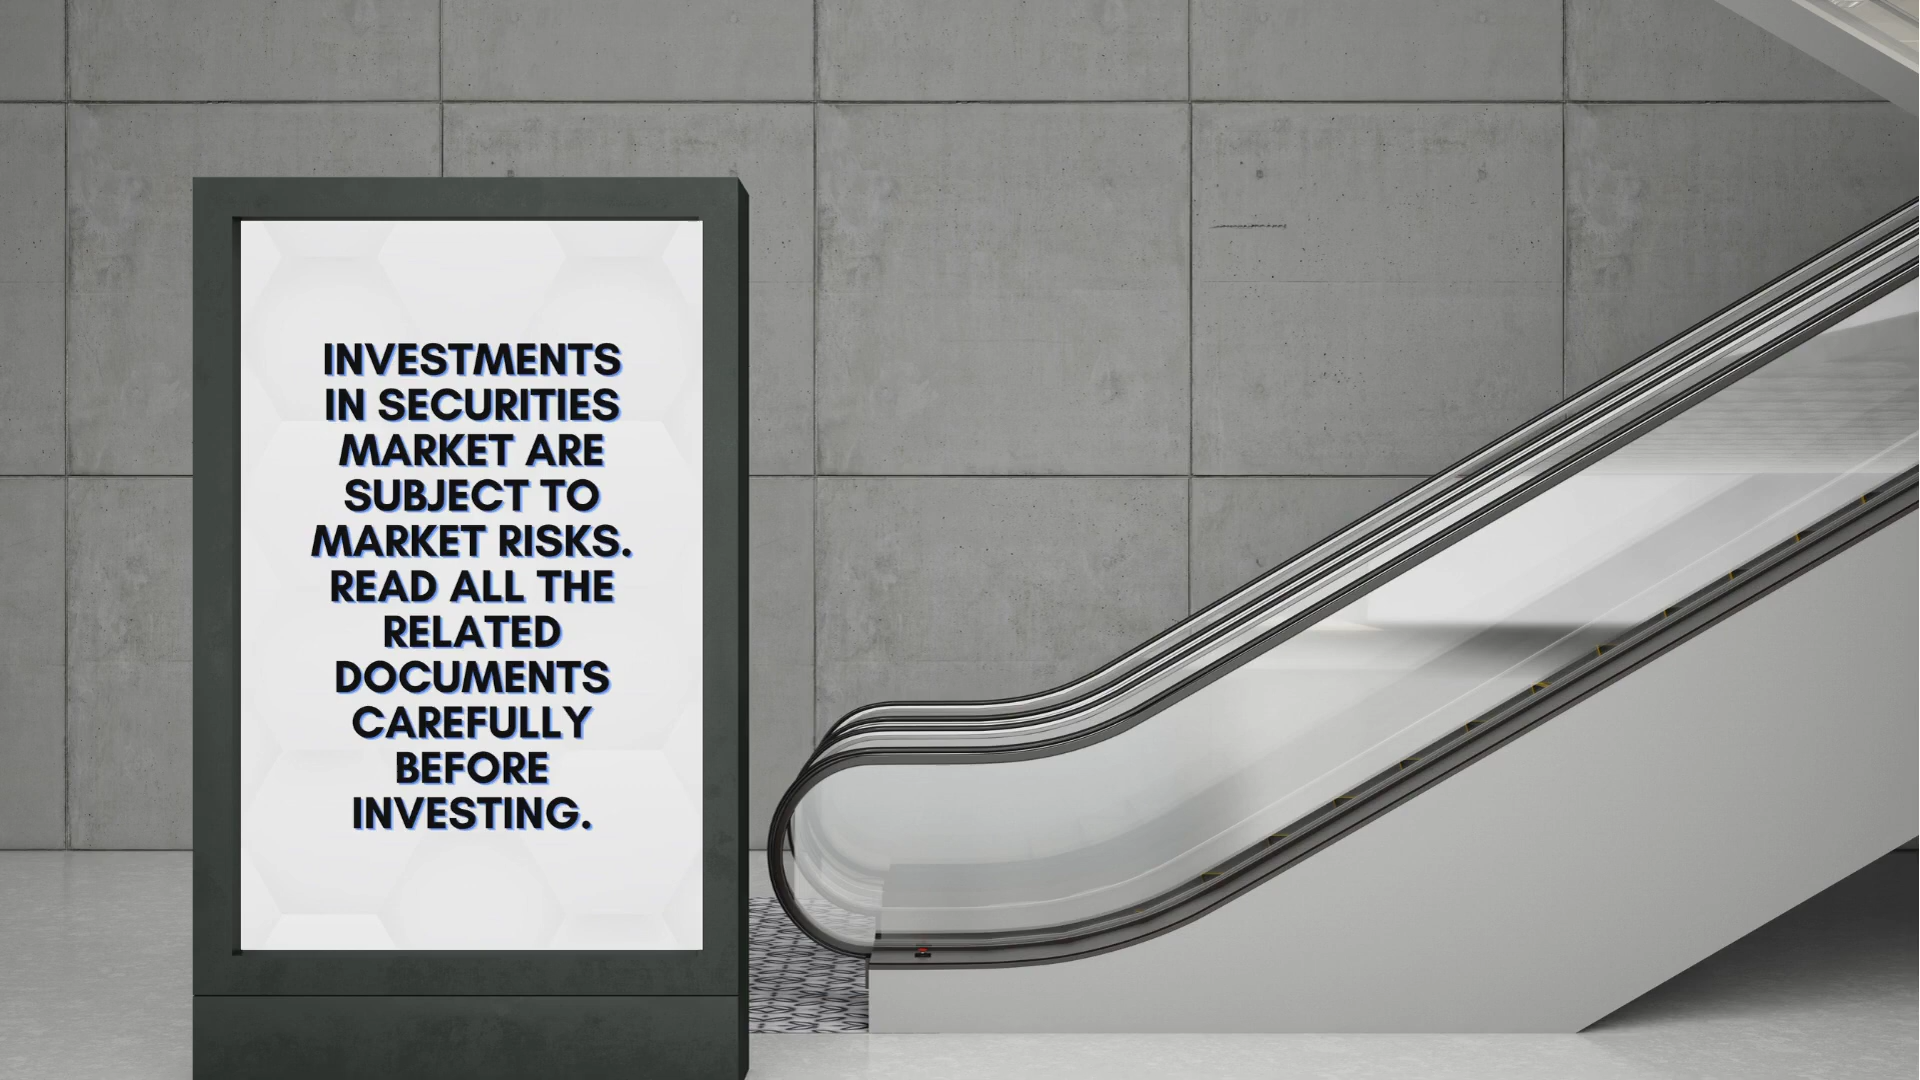 INVESTMENTS
IN SECURITIES
MARKET ARE
SUBJECT TO
MARKET RISKS.
READ ALL THE
RELATED
DOCUMENTS
CAREFULLY
BEFORE
INVESTING.